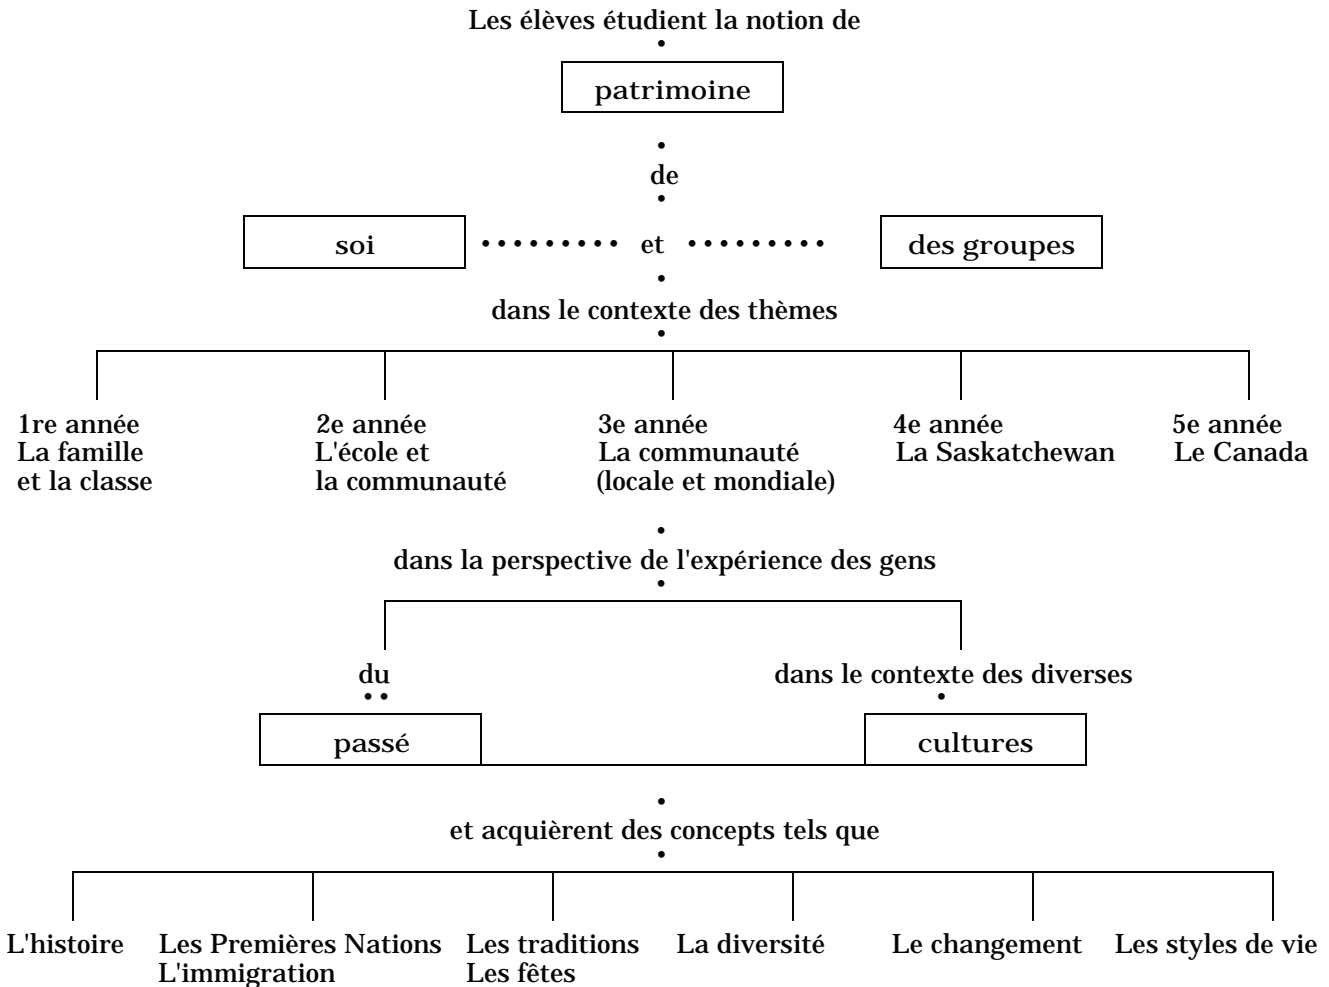 Les élèves étudient la notion de
patrimoine
de
soi et des groupes
dans le contexte des thèmes
1re année
La famille
et la classe
2e année
L'école et
la communauté
3e année
La communauté
(locale et mondiale)
4e année
La Saskatchewan
5e année
Le Canada
dans la perspective de l'expérience des gens
du
passé
dans le contexte des diverses
cultures
et acquièrent des concepts tels que
L'histoire
Les Premières Nations
L'immigration
Les traditions
Les fêtes
La diversité
Le changement
Les styles de vie